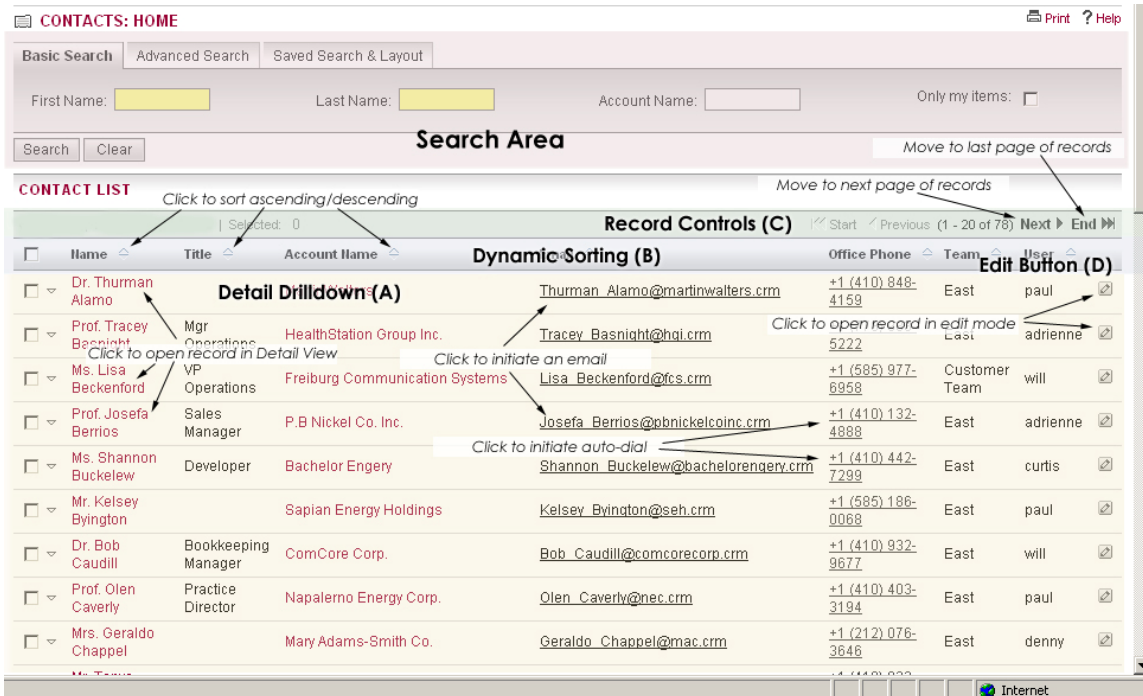 CONTACTS: HOME Print ? Help
Basic Search Advanced Search Saved Search & Layout
First Name: Last Name: Account Name: Only my items:
Search Area
Search Clear Move to last page of records
CONTACT LIST Move to next page of records
Click to sort ascending/descending
| Selected: 0 Record Controls (C) Start Previous (1 - 20 of 78) Next End
Name Title Account Name Dynamic Sorting (B) Office Phone Team User Edit Button (D)
Dr. Thurman Alamo Detail Drilldown (A) Thurman_Alamo@martinwalters.crm +1 (410) 848-4159 East paul
Click to open record in edit mode
Prof. Tracey Basnight Mgr Operations HealthStation Group Inc. Tracey_Basnight@hgi.crm 5222 East adrienne
Click to open record in Detail View Click to initiate an email
Ms. Lisa Beckenford VP Operations Freiburg Communication Systems Lisa_Beckenford@fcs.crm +1 (585) 977-6958 Customer Team will
Prof. Josefa Berrios Sales Manager P.B Nickel Co. Inc. Josefa_Berrios@pbnickelcoinc.crm +1 (410) 132-4888 East adrienne
Click to initiate auto-dial
Ms. Shannon Buckelew Developer Bachelor Engery Shannon_Buckelew@bachelorengery.crm +1 (410) 442-7299 East curtis
Mr. Kelsey Byington Sapian Energy Holdings Kelsey_Byington@seh.crm +1 (585) 186-0068 East paul
Dr. Bob Caudill Bookkeeping Manager ComCore Corp. Bob_Caudill@comcorecorp.crm +1 (410) 932-9677 East will
Prof. Olen Caverly Practice Director Napalerno Energy Corp. Olen_Caverly@nec.crm +1 (410) 403-3194 East paul
Mrs. Geraldo Chappel Mary Adams-Smith Co. Geraldo_Chappel@mac.crm +1 (212) 076-3646 East denny
Internet